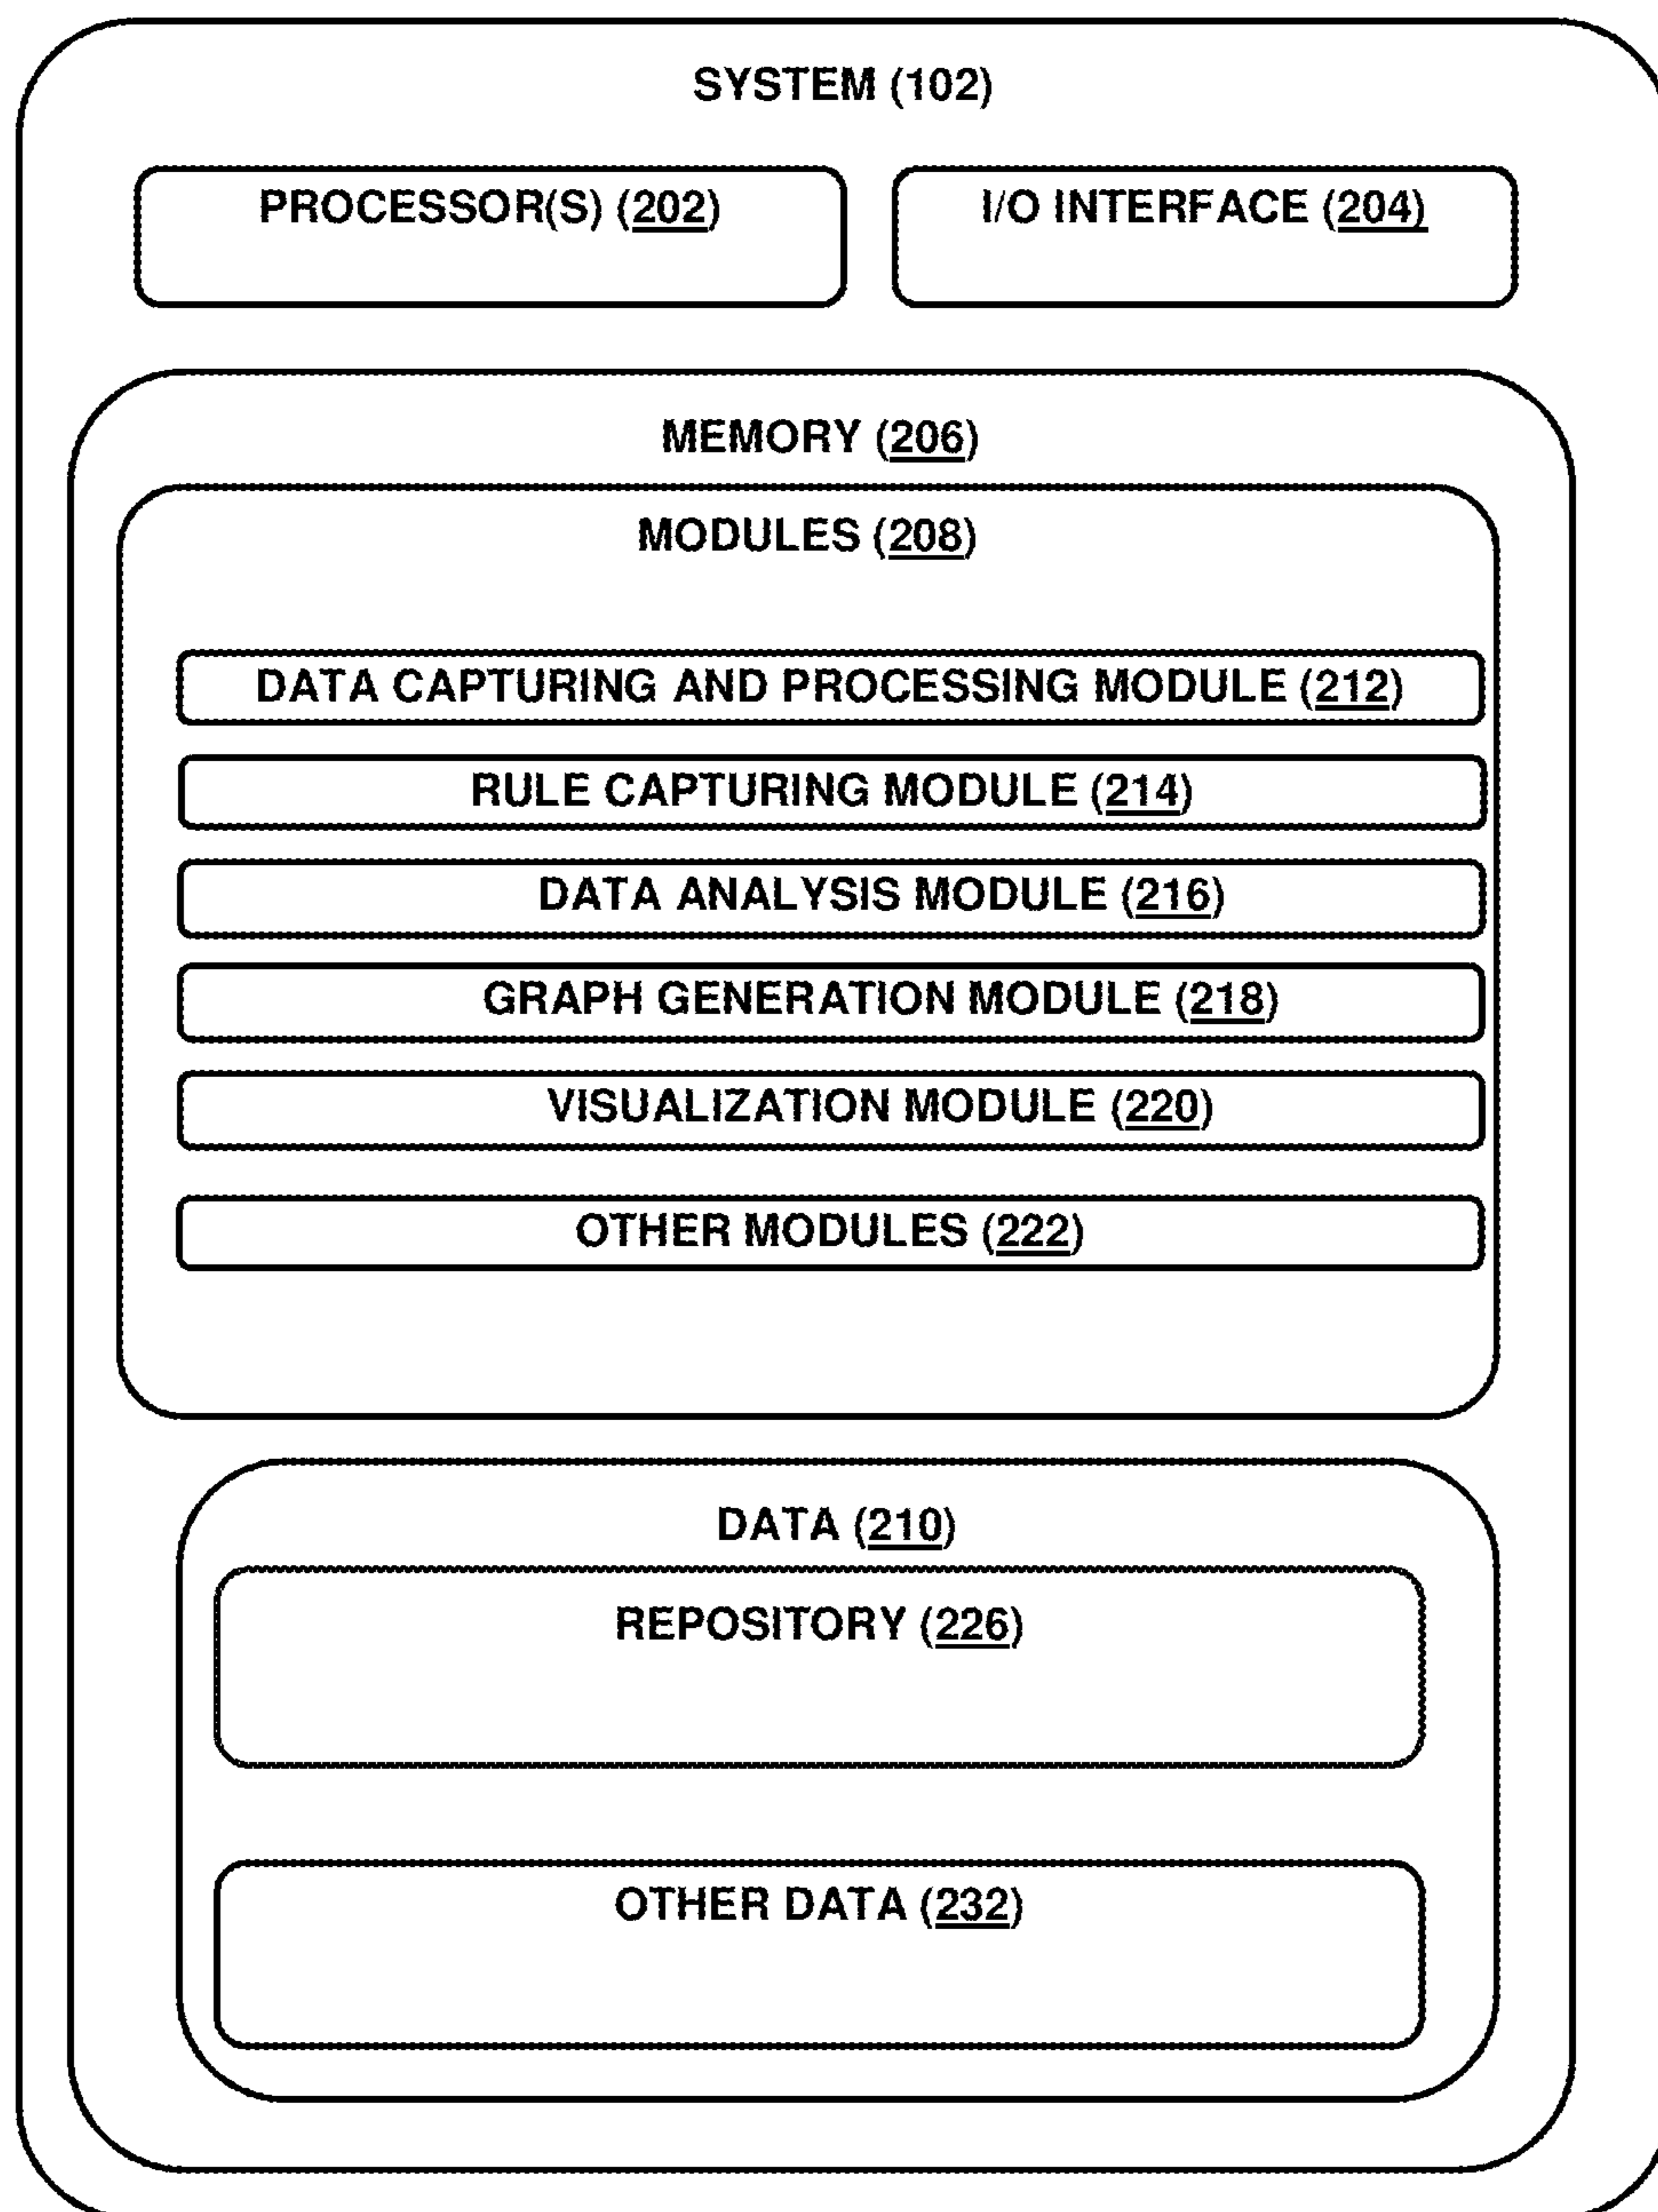 SYSTEM (102)
PROCESSOR(S) (202)
I/O INTERFACE (204)
MEMORY (206)
MODULES (208)
DATA CAPTURING AND PROCESSING MODULE (212)
RULE CAPTURING MODULE (214)
DATA ANALYSIS MODULE (216)
GRAPH GENERATION MODULE (218)
VISUALIZATION MODULE (220)
OTHER MODULES (222)
DATA (210)
REPOSITORY (226)
OTHER DATA (232)